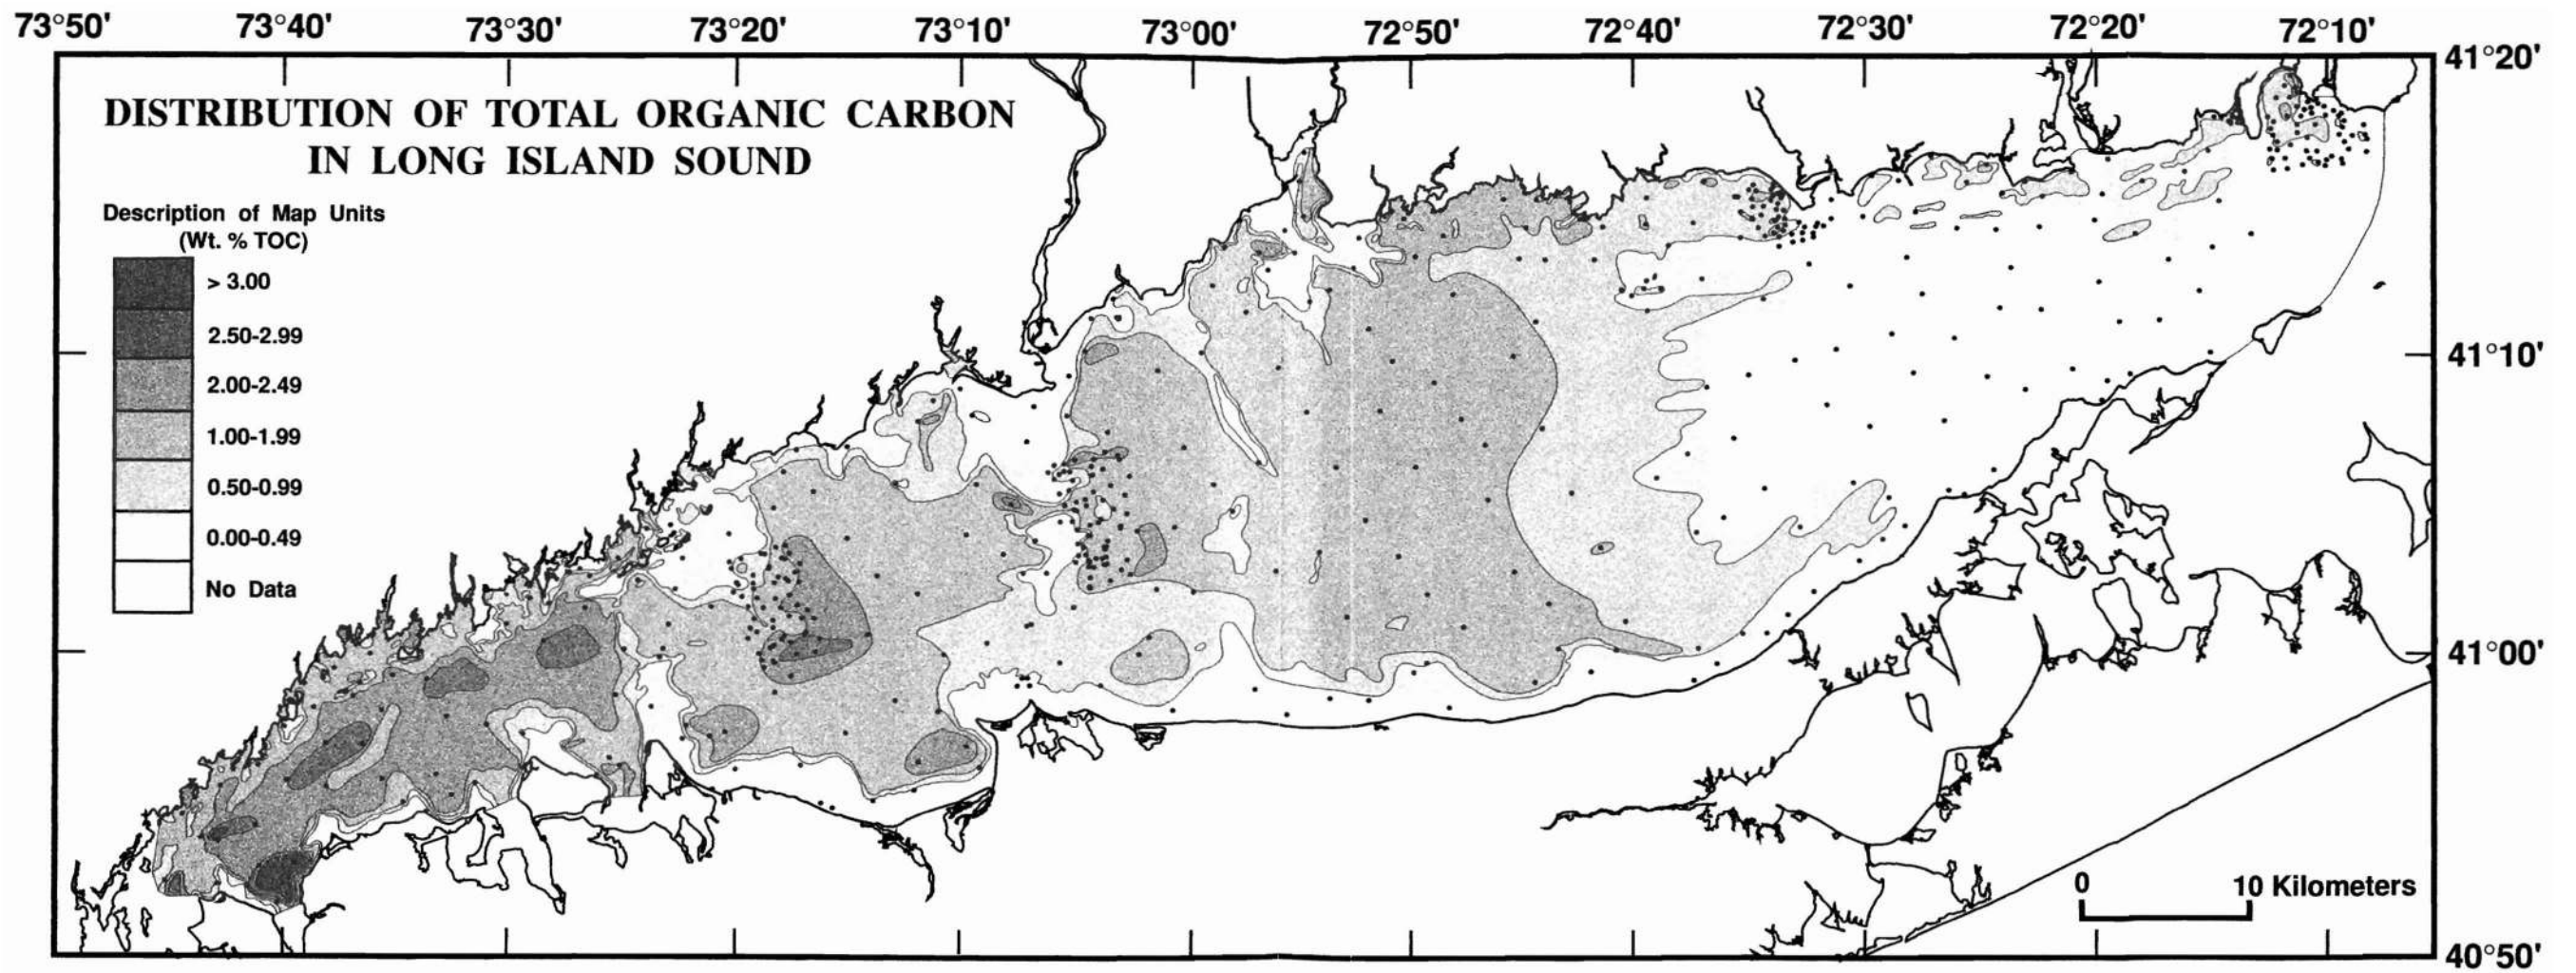 73°50' 73°40' 73°30' 73°20' 73°10' 73°00' 72°50' 72°40' 72°30' 72°20' 72°10'
41°20'
DISTRIBUTION OF TOTAL ORGANIC CARBON
IN LONG ISLAND SOUND
Description of Map Units
(Wt. % TOC)
> 3.00
2.50-2.99
2.00-2.49
1.00-1.99
0.50-0.99
0.00-0.49
No Data
41°10'
41°00'
0 10 Kilometers
40°50'